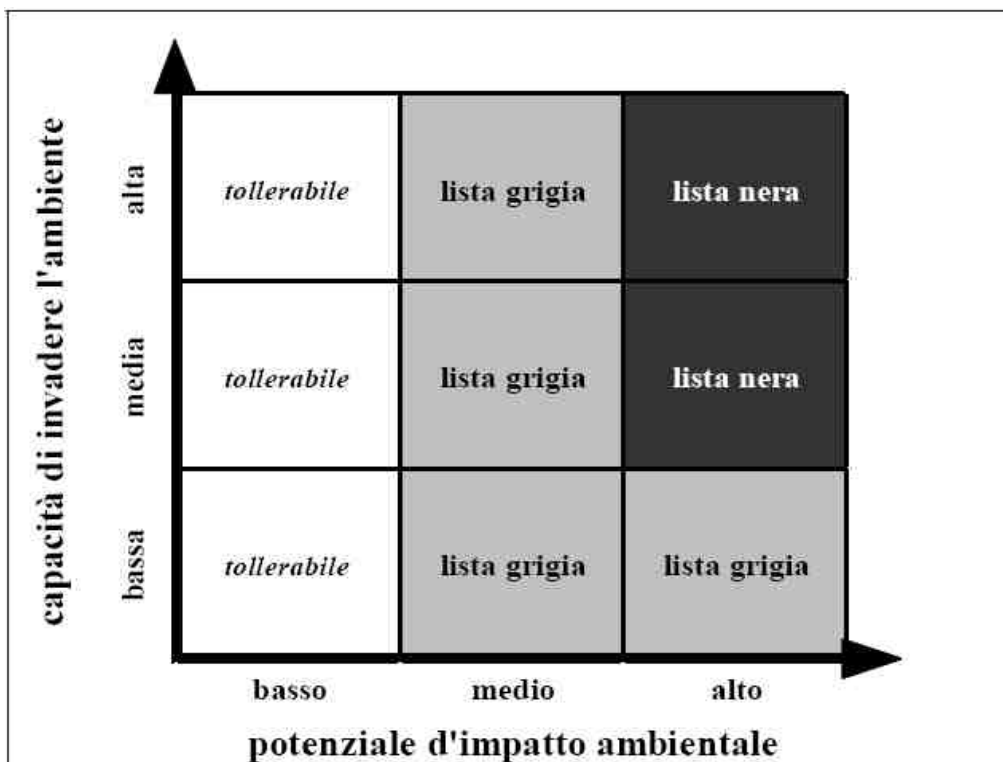 capacità di invadere l'ambiente
alta
tollerabile
lista grigia
lista nera
media
tollerabile
lista grigia
lista nera
bassa
tollerabile
lista grigia
lista grigia
basso
medio
alto
potenziale d'impatto ambientale